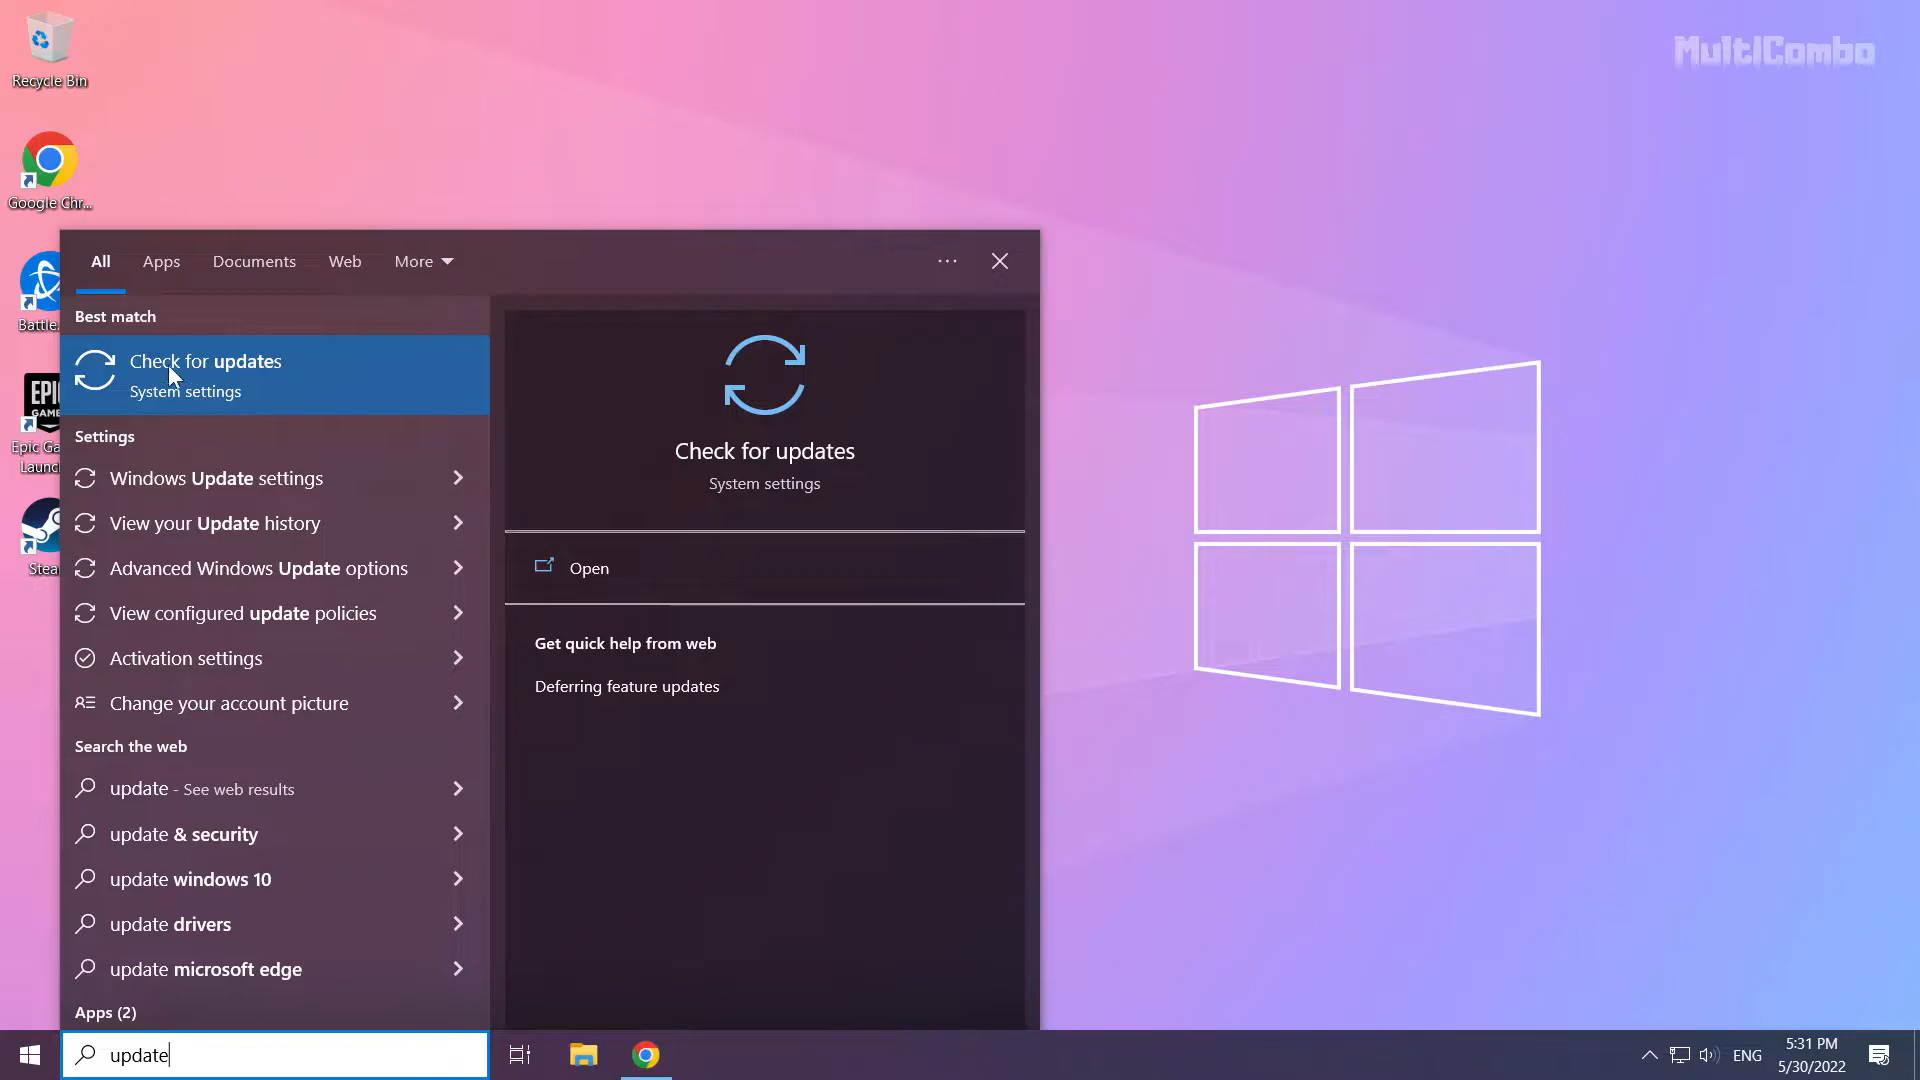 Recycle Bin
MultiCombo
Google Chr...
All
Apps
Documents
Web
More
Best match
Check for updates
System settings
Settings
Windows Update settings
View your Update history
Advanced Windows Update options
View configured update policies
Activation settings
Change your account picture
Search the web
update - See web results
update & security
update windows 10
update drivers
update microsoft edge
Apps (2)
Check for updates
System settings
Open
Get quick help from web
Deferring feature updates
Battle.
EPIC
GAMES
Epic Ga
Launc
Stea
update
ENG
5:31 PM
5/30/2022